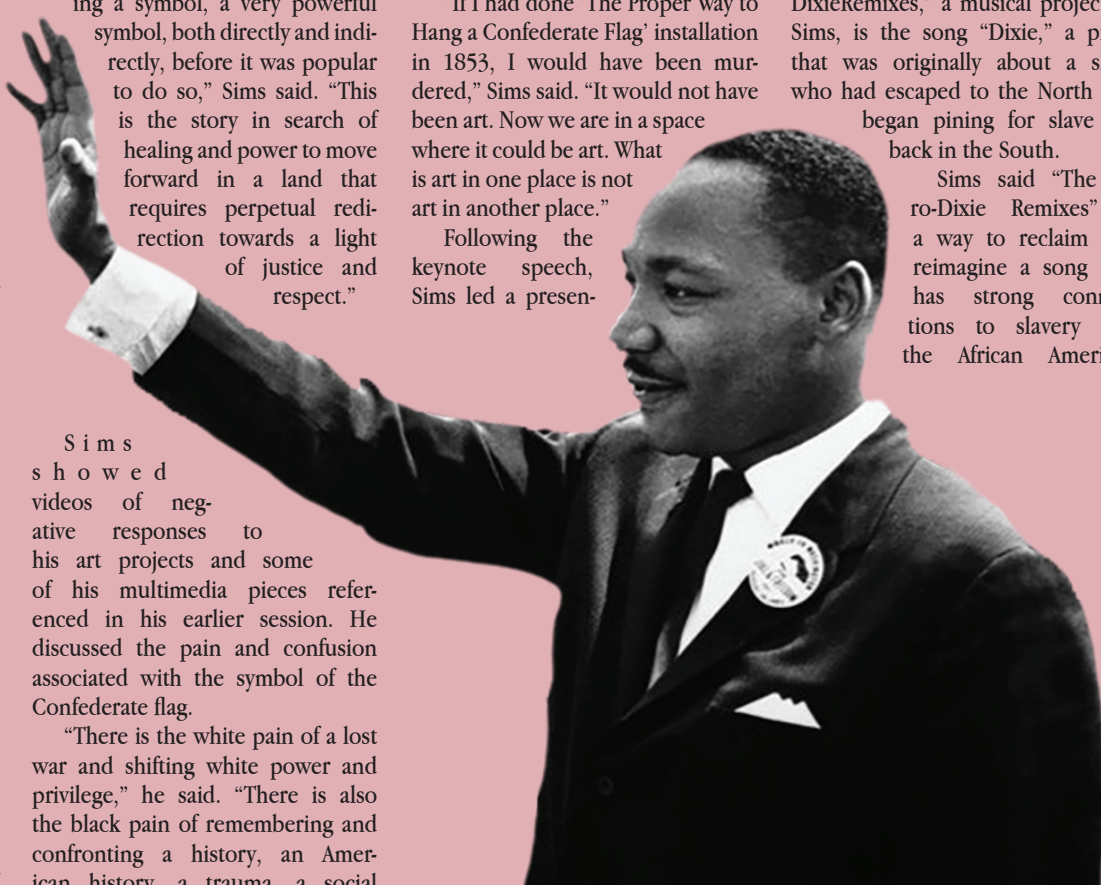 ing a symbol, a very powerful
symbol, both directly and indi-
rectly, before it was popular
to do so,” Sims said. “This
is the story in search of
healing and power to move
forward in a land that
requires perpetual redi-
rection towards a light
of justice and
respect.”
Sims
showed
videos of neg-
ative responses to
his art projects and some
of his multimedia pieces refer-
enced in his earlier session. He
discussed the pain and confusion
associated with the symbol of the
Confederate flag.
“There is the white pain of a lost
war and shifting white power and
privilege,” he said. “There is also
the black pain of remembering and
confronting a history, an Amer-
ican history, a trauma, a social
“If I had done ‘The Proper Way to
Hang a Confederate Flag’ installation
in 1853, I would have been mur-
dered,” Sims said. “It would not have
been art. Now we are in a space
where it could be art. What
is art in one place is not
art in another place.”
Following the
keynote speech,
Sims led a presen-
DixieRemixes,” a musical projec
Sims, is the song “Dixie,” a p
that was originally about a s
who had escaped to the North
began pining for slave
back in the South.
Sims said “The
ro-Dixie Remixes”
a way to reclaim
reimagine a song
has strong con
tions to slavery
the African Ameri